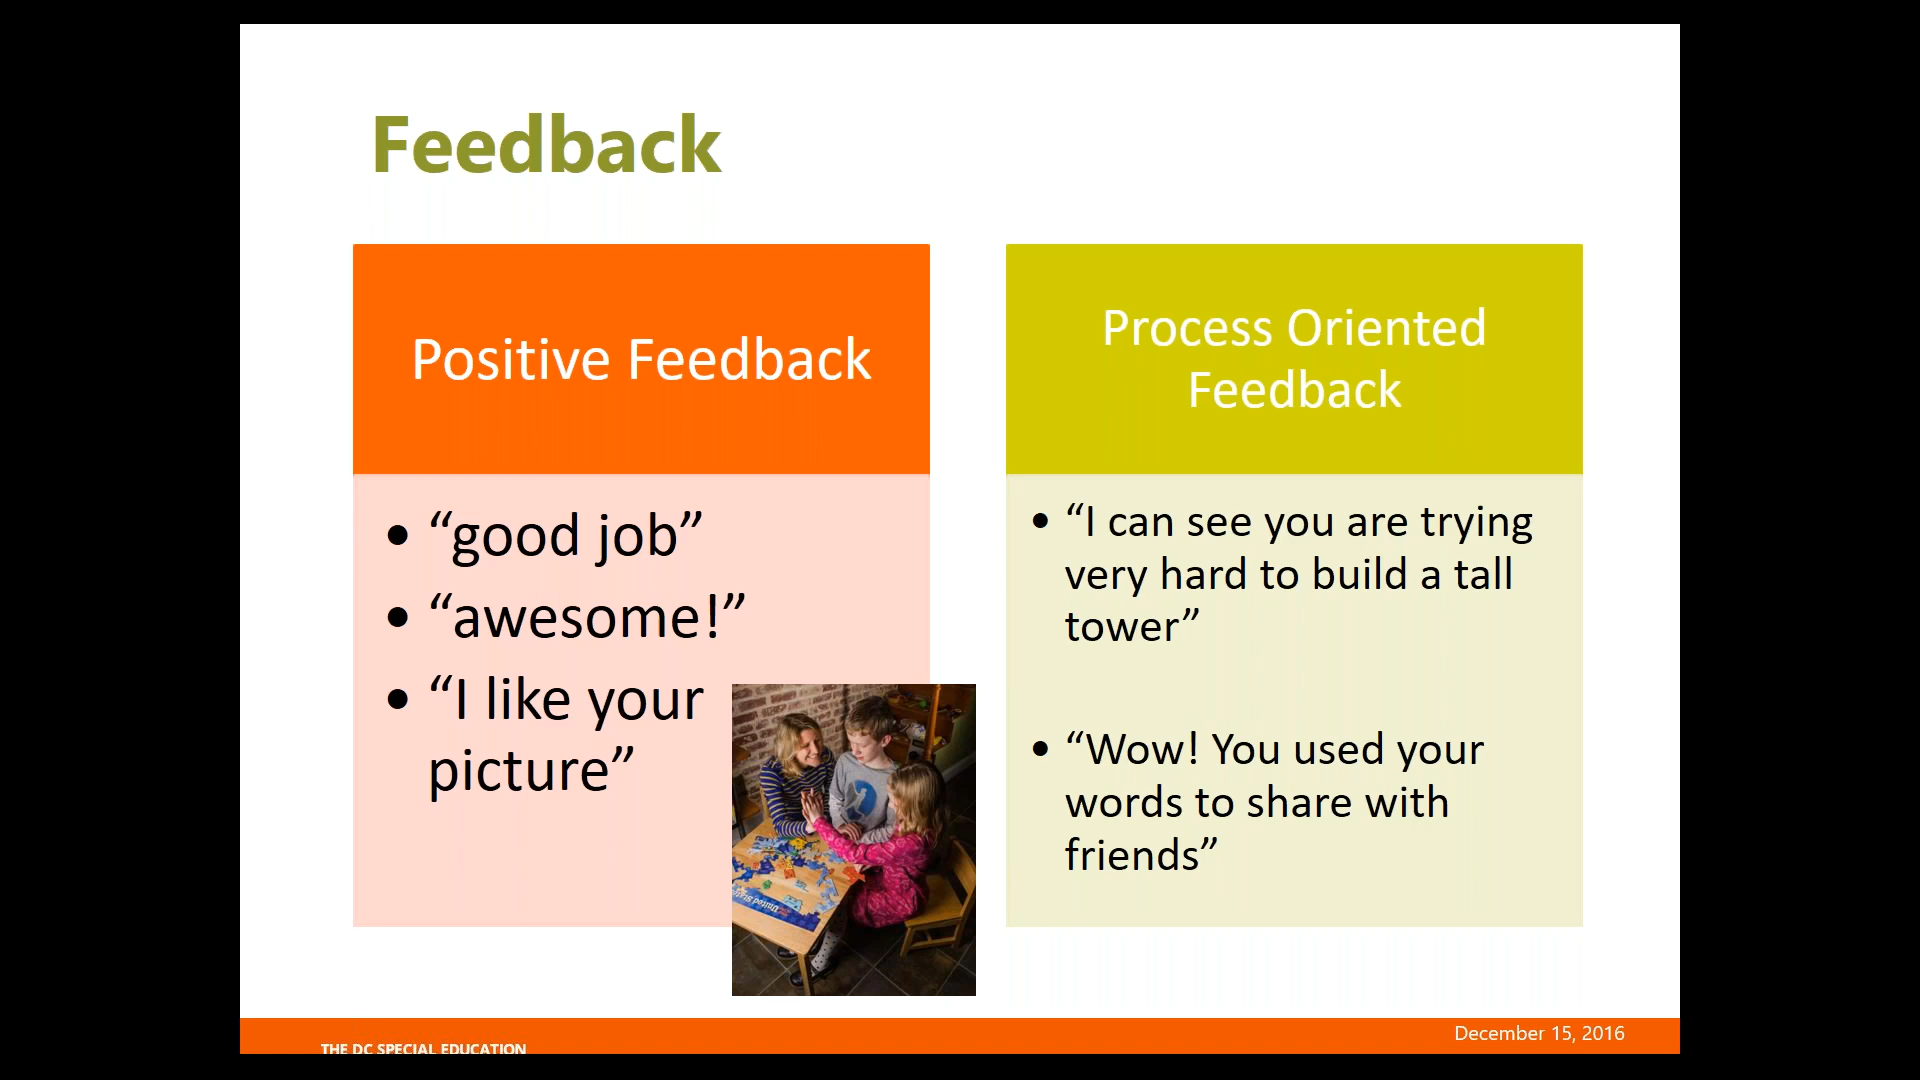 Feedback
Positive Feedback
• “good job”
• “awesome!”
• “I like your
picture”
Process Oriented
Feedback
• “I can see you are trying
very hard to build a tall
tower”
• “Wow! You used your
words to share with
friends”
United
December 15, 2016
THE DC SPECIAL EDUCATION